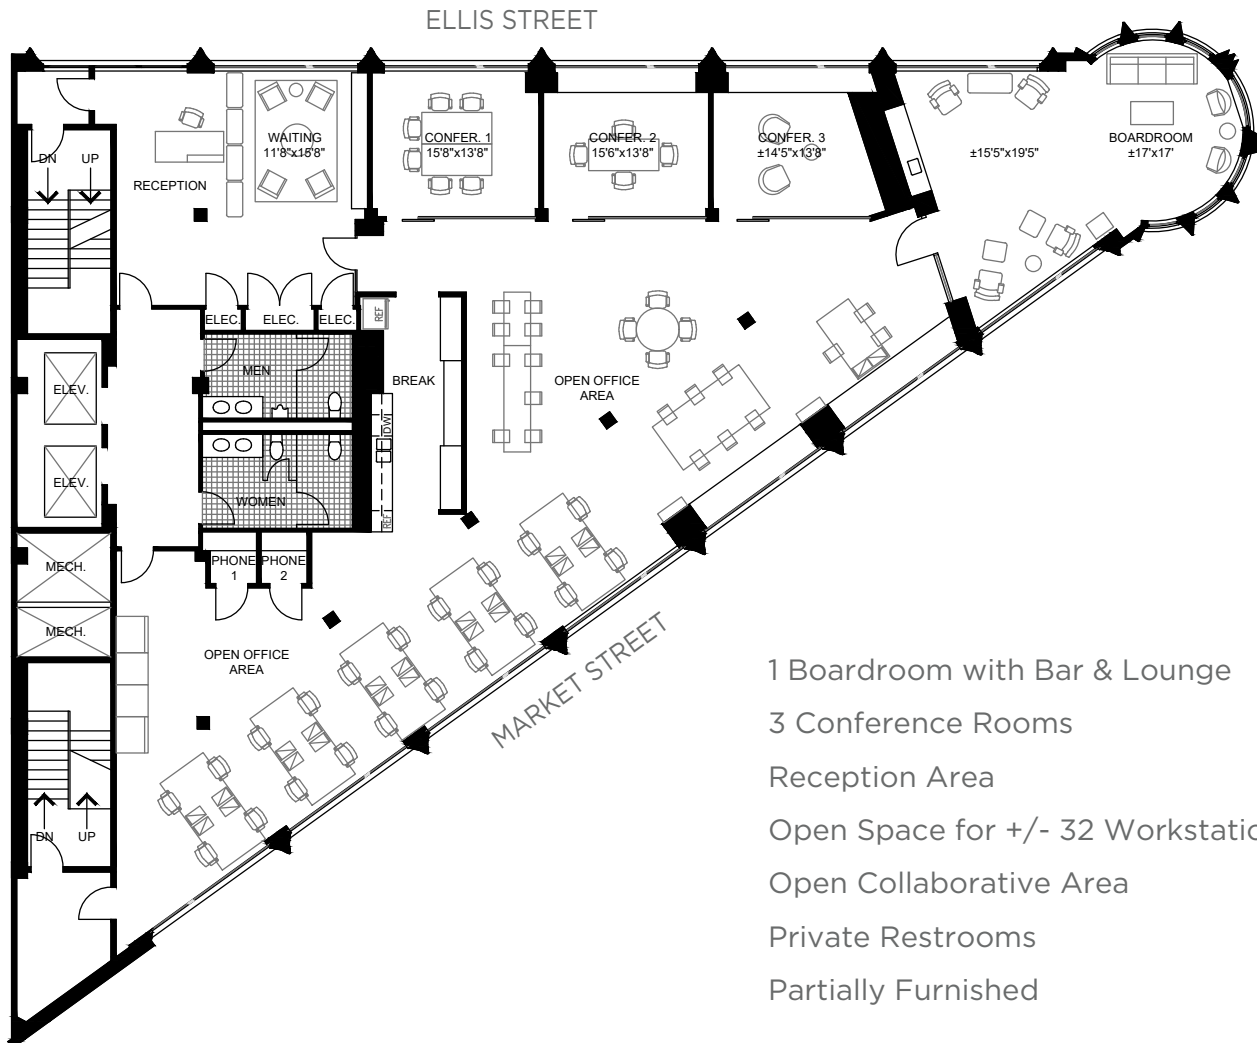 ELLIS STREET
WAITING
11'8"x15'8"
CONFER. 1
15'8"x13'8"
CONFER. 2
15'6"x13'8"
CONFER. 3
±14'5"x13'8"
±15'5"x19'5"
BOARDROOM
±17'x17'
DN
UP
RECEPTION
ELEC.
ELEC.
ELEC.
REF
MEN
BREAK
OPEN OFFICE
AREA
ELEV.
DW
ELEV.
WOMEN
REF
MECH.
PHONE
1
PHONE
2
MECH.
OPEN OFFICE
AREA
MARKET STREET
DN
UP
1 Boardroom with Bar & Lounge
3 Conference Rooms
Reception Area
Open Space for +/- 32 Workstatio
Open Collaborative Area
Private Restrooms
Partially Furnished